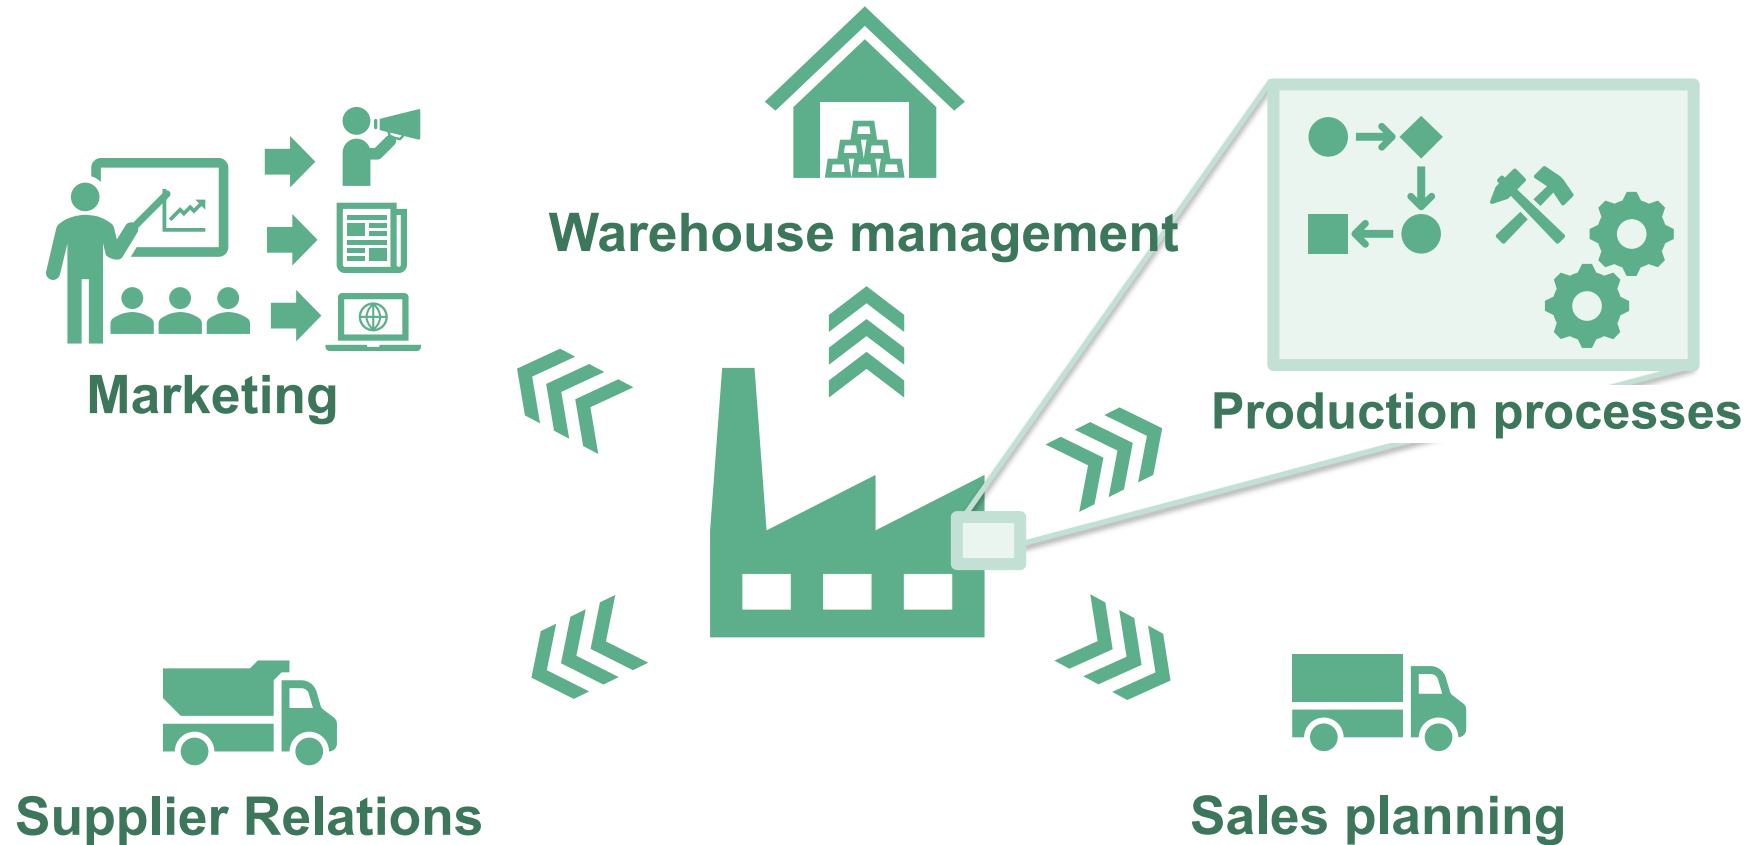 Warehouse management
Marketing
Production processes
Supplier Relations
Sales planning